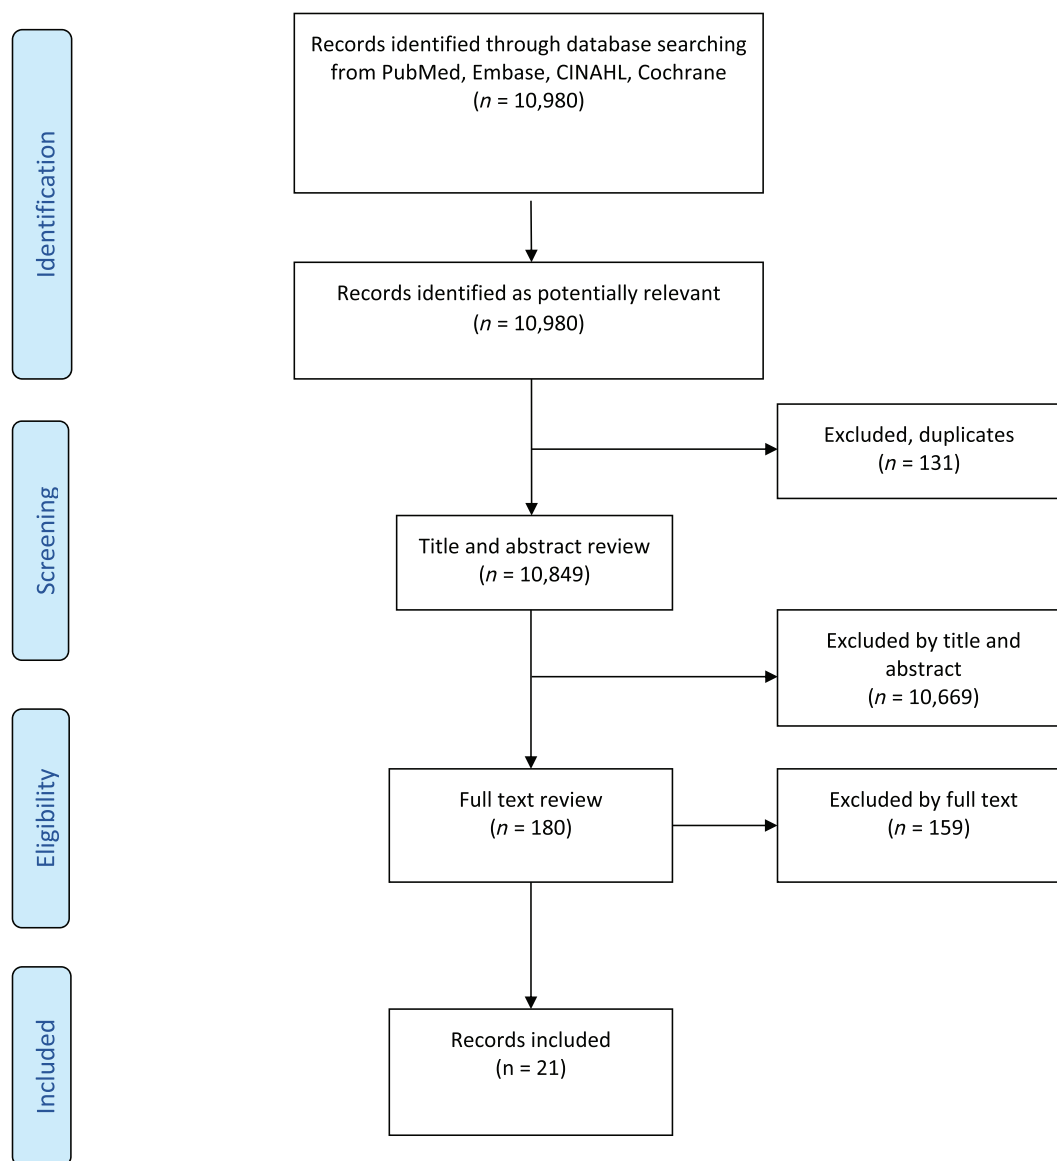 Identification
Records identified through database searching
from PubMed, Embase, CINAHL, Cochrane
(n = 10,980)
Records identified as potentially relevant
(n = 10,980)
Screening
Excluded, duplicates
(n = 131)
Title and abstract review
(n = 10,849)
Excluded by title and
abstract
(n = 10,669)
Eligibility
Full text review
(n = 180)
Excluded by full text
(n = 159)
Included
Records included
(n = 21)